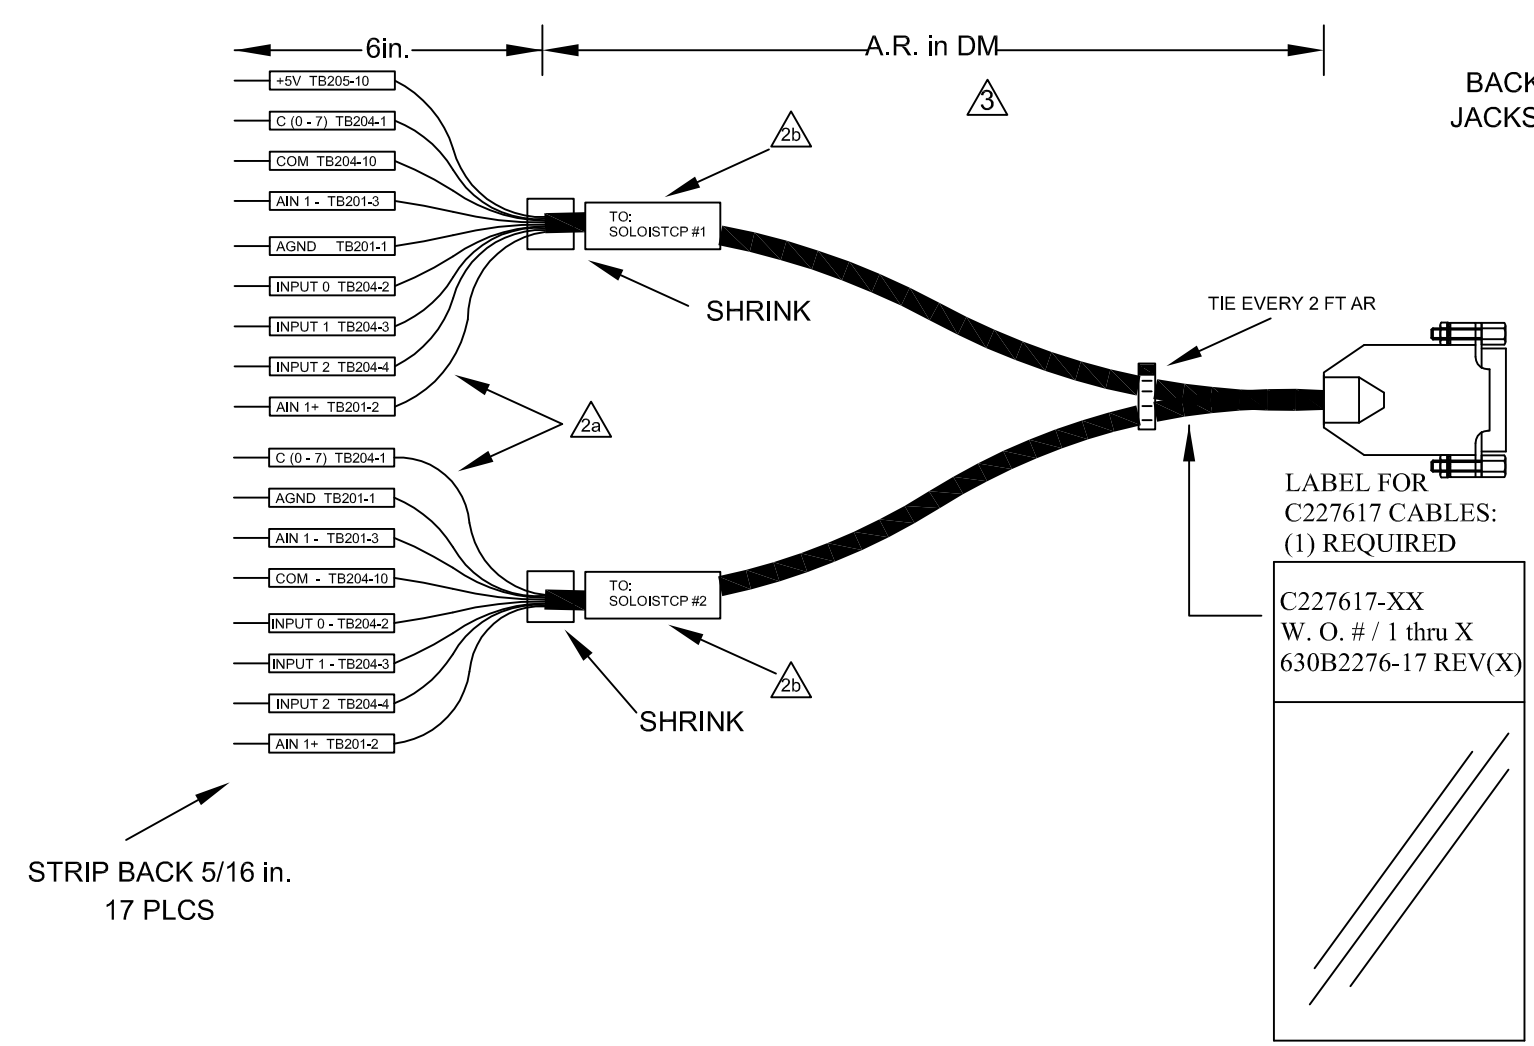 6in.
A.R. in DM
3
BACK
JACKS
+5V TB205-10
C (0 - 7) TB204-1
COM TB204-10
AIN 1 - TB201-3
AGND TB201-1
INPUT 0 TB204-2
INPUT 1 TB204-3
INPUT 2 TB204-4
AIN 1+ TB201-2
2b
TO:
SOLOISTCP #1
SHRINK
TIE EVERY 2 FT AR
2a
C (0 - 7) TB204-1
AGND TB201-1
AIN 1 - TB201-3
COM - TB204-10
INPUT 0 - TB204-2
INPUT 1 - TB204-3
INPUT 2 TB204-4
AIN 1+ TB201-2
TO:
SOLOISTCP #2
2b
SHRINK
LABEL FOR
C227617 CABLES:
(1) REQUIRED
C227617-XX
W. O. # / 1 thru X
630B2276-17 REV(X)
STRIP BACK 5/16 in.
17 PLCS